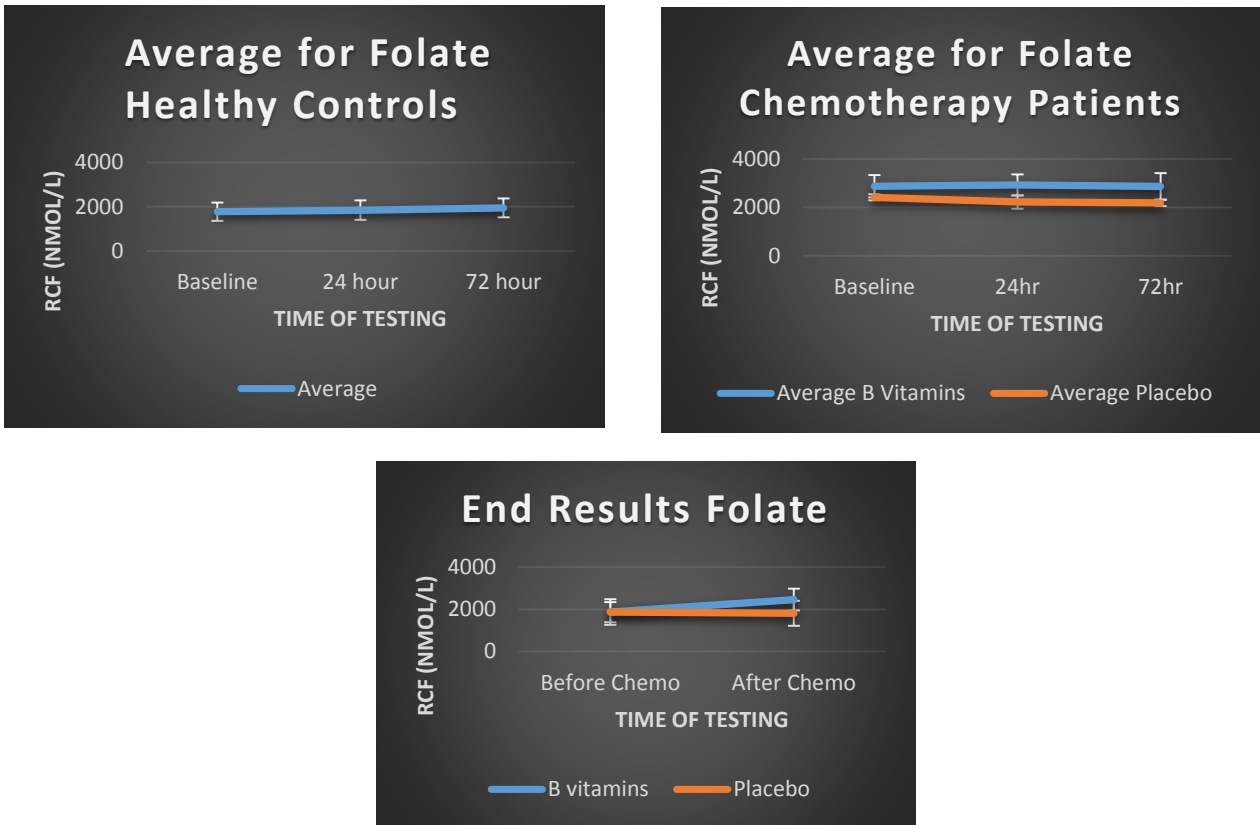 Average for Folate
Healthy Controls
RCF (NMOL/L)
4000
2000
0
Baseline 24 hour 72 hour
TIME OF TESTING
Average
Average for Folate
Chemotherapy Patients
RCF (NMOL/L)
4000
2000
0
Baseline 24hr 72hr
TIME OF TESTING
Average B Vitamins Average Placebo
End Results Folate
RCF (NMOL/L)
4000
2000
0
Before Chemo After Chemo
TIME OF TESTING
B vitamins Placebo